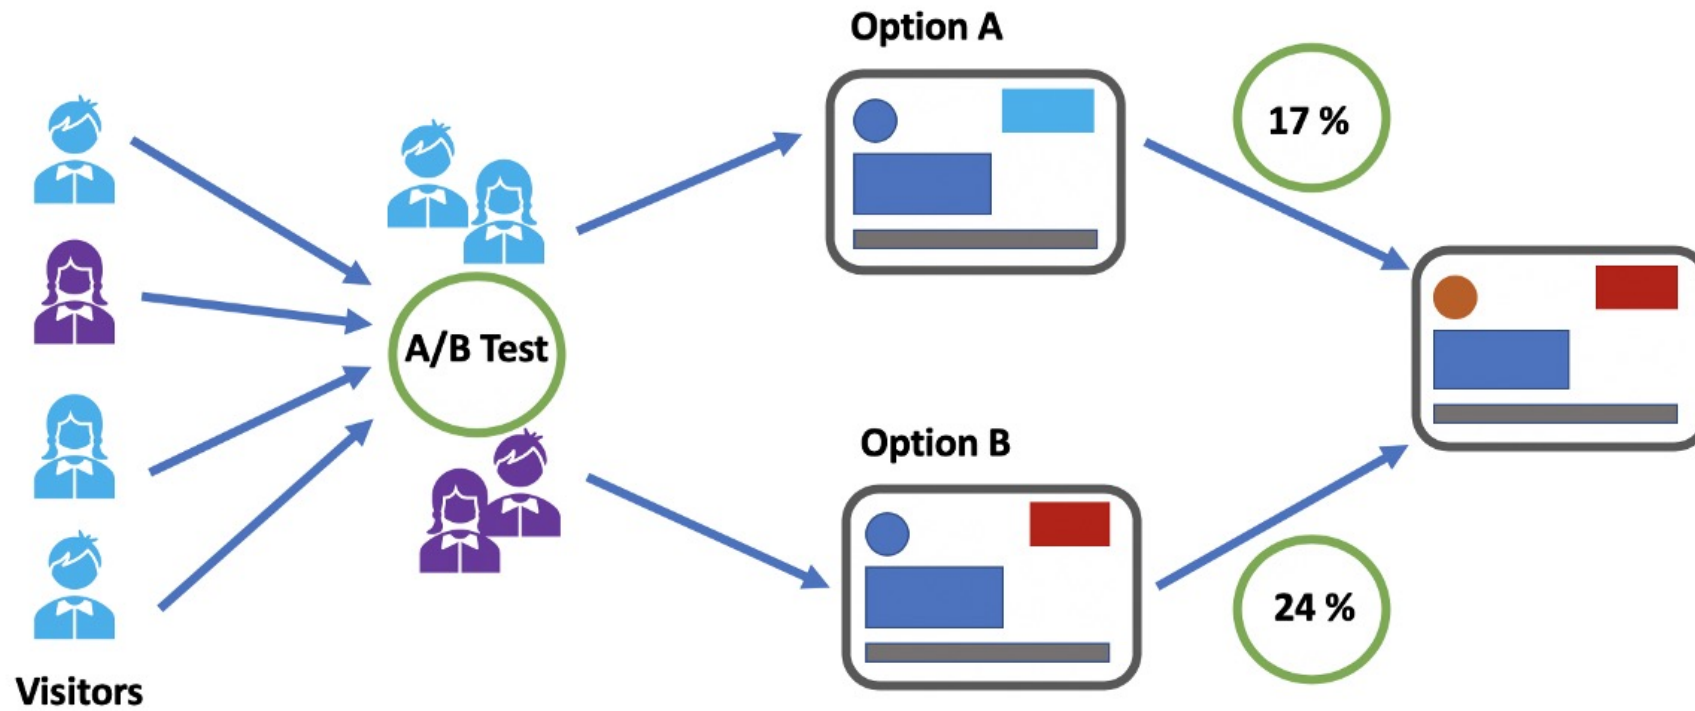 Option A
17 %
A/B Test
Option B
24 %
Visitors